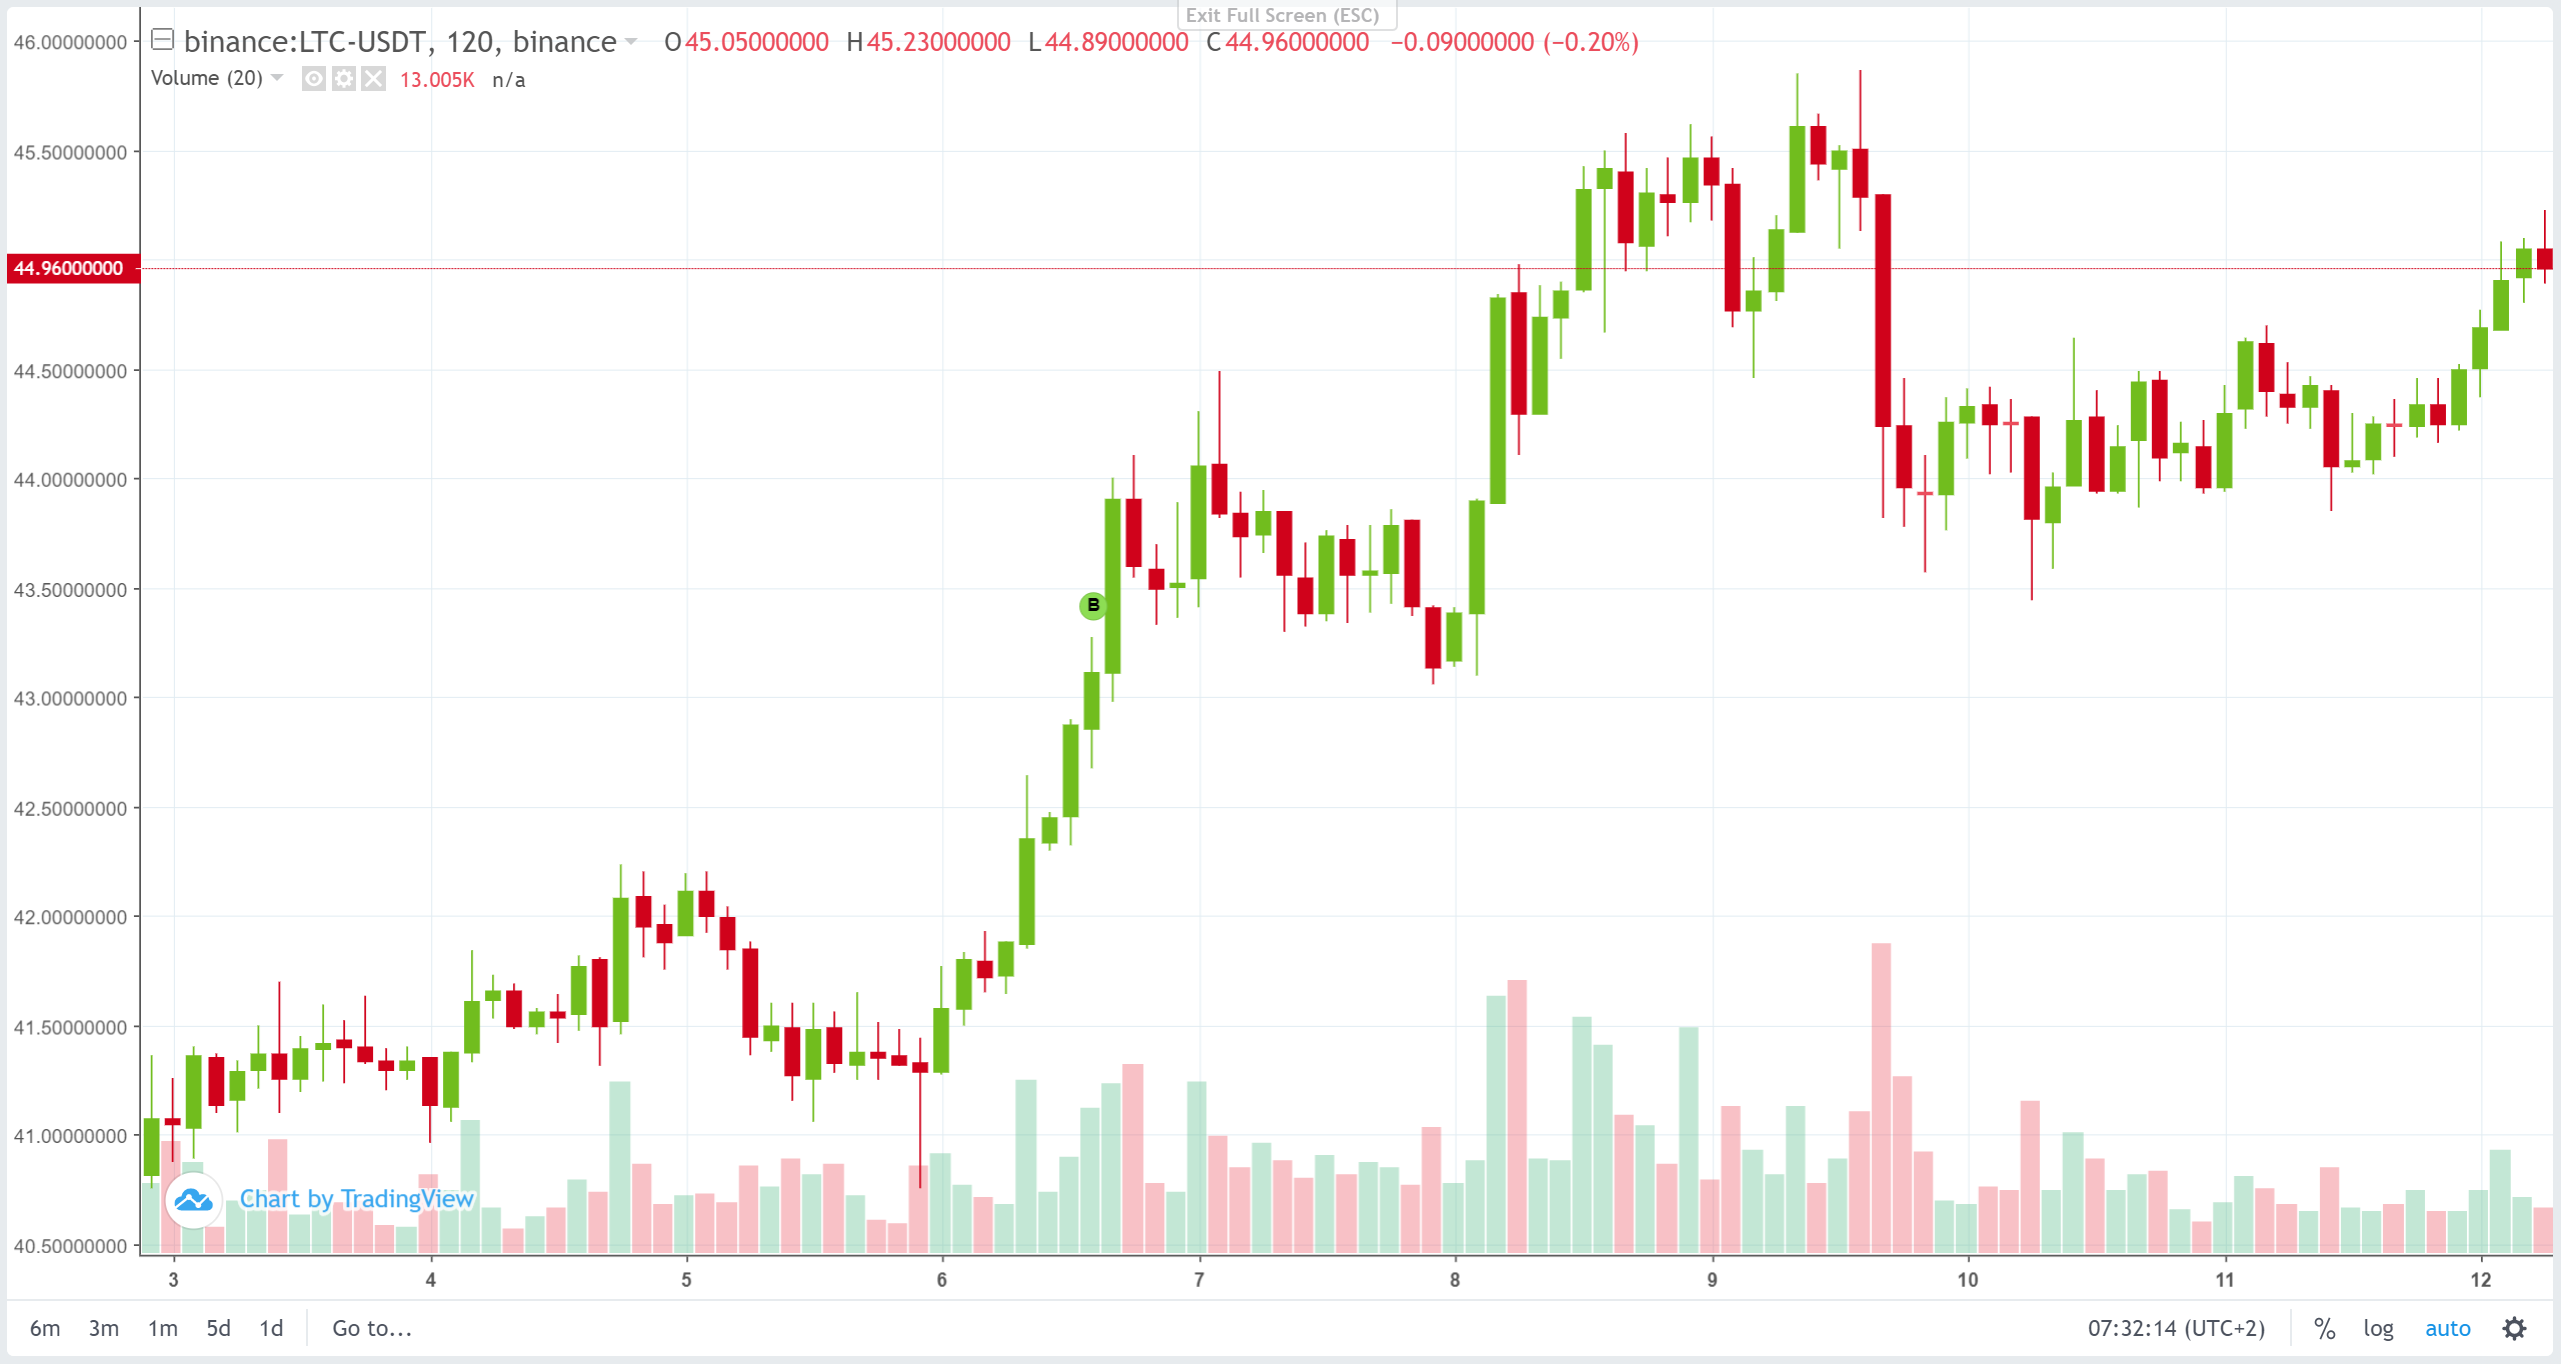 Exit Full Screen (ESC)
binance:LTC-USDT, 120, binance O45.05000000 H45.23000000 L44.89000000 C44.96000000 −0.09000000 (−0.20%)
Volume (20) 13.005K n/a
46.00000000
45.50000000
44.96000000
44.50000000
44.00000000
43.50000000
B
43.00000000
42.50000000
42.00000000
41.50000000
41.00000000
Chart by TradingView
40.50000000
3 4 5 6 7 8 9 10 11 12
6m 3m 1m 5d 1d Go to... 07:32:14 (UTC+2) % log auto